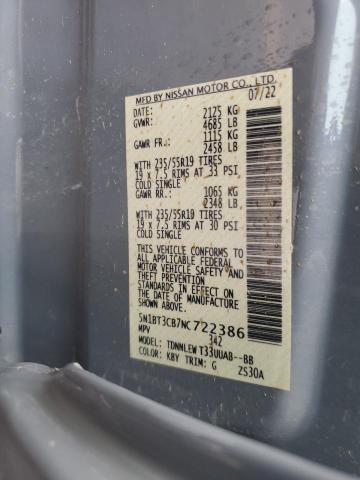 MFD BY NISSAN MOTOR CO., LTD.
DATE: 07/22
GVWR: 2125 KG
4685 LB
GAWR FR.: 1115 KG
2458 LB
WITH 235/55R19 TIRES
19 x 7.5 RIMS AT 33 PSI
COLD SINGLE
GAWR RR.: 1065 KG
2348 LB
WITH 235/55R19 TIRES
19 x 7.5 RIMS AT 30 PSI
COLD SINGLE
THIS VEHICLE CONFORMS TO
ALL APPLICABLE FEDERAL
MOTOR VEHICLE SAFETY AND
THEFT PREVENTION
STANDARDS IN EFFECT ON
THE DATE OF MANUFACTURE
SHOWN ABOVE.
5N1BT3CB7NC722386
MPV 342
MODEL: TDNNLEW T33UUAB--BB
COLOR: KBY TRIM: G ZS30A